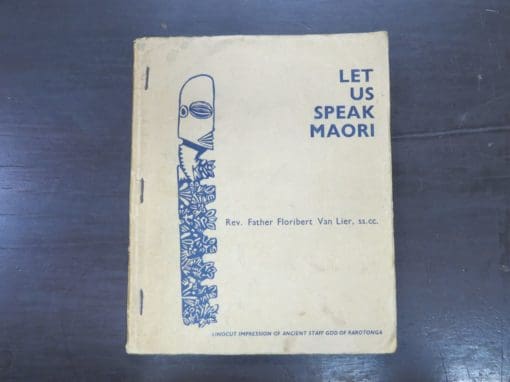 LET
US
SPEAK
MAORI
Rev. Father Floribert Van Lier, ss.cc.
LINOCUT IMPRESSION OF ANCIENT STAFF GOD OF RAROTONGA